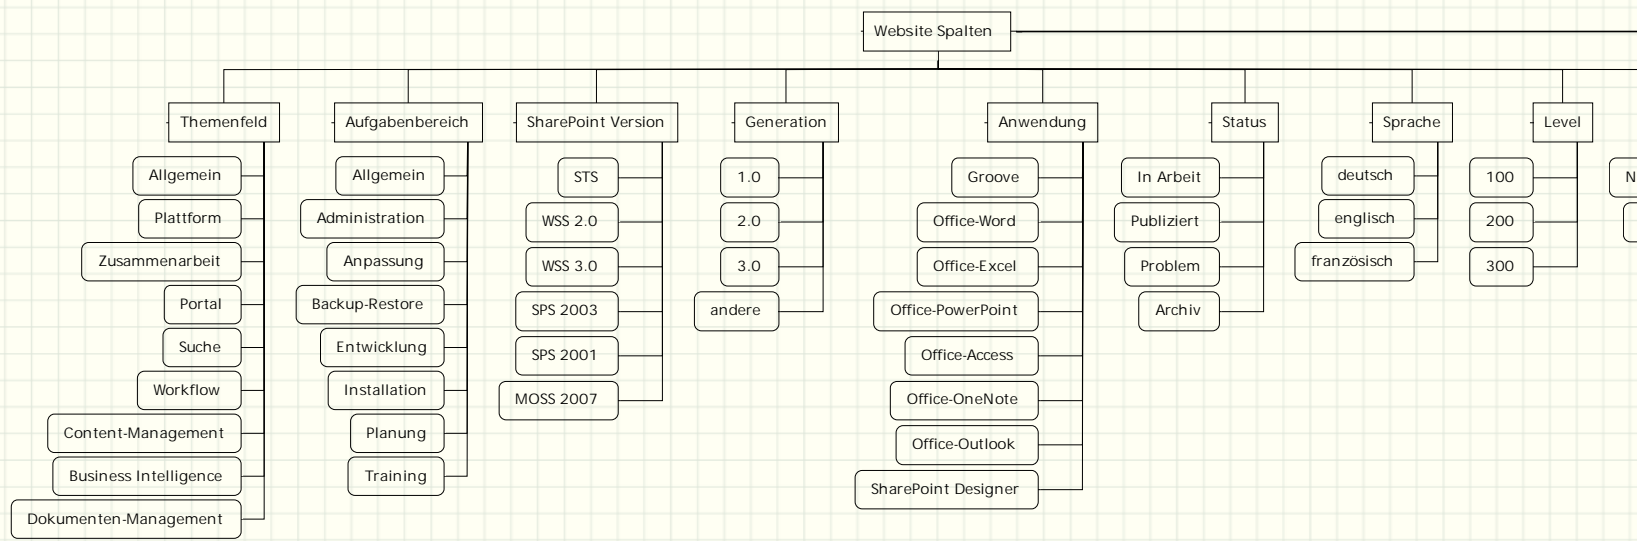 Website Spalten
Themenfeld
Allgemein
Plattform
Zusammenarbeit
Portal
Suche
Workflow
Content-Management
Business Intelligence
Dokumenten-Management
Aufgabenbereich
Allgemein
Administration
Anpassung
Backup-Restore
Entwicklung
Installation
Planung
Training
SharePoint Version
STS
WSS 2.0
WSS 3.0
SPS 2003
SPS 2001
MOSS 2007
Generation
1.0
2.0
3.0
andere
Anwendung
Groove
Office-Word
Office-Excel
Office-PowerPoint
Office-Access
Office-OneNote
Office-Outlook
SharePoint Designer
Status
In Arbeit
Publiziert
Problem
Archiv
Sprache
deutsch
englisch
französisch
Level
100
200
300